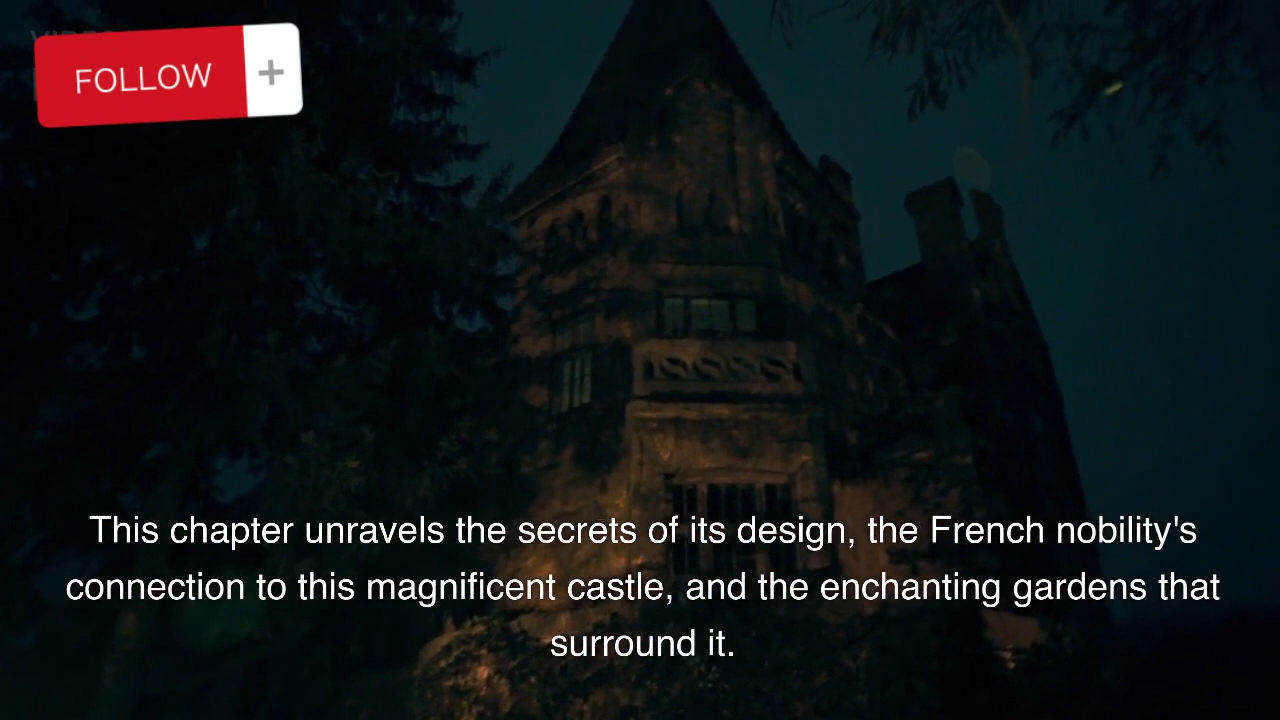 FOLLOW +
This chapter unravels the secrets of its design, the French nobility's
connection to this magnificent castle, and the enchanting gardens that
surround it.